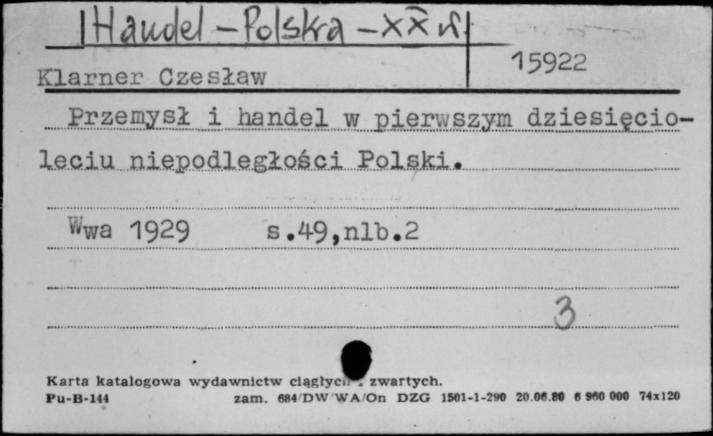 Handel – Polska – XX w.
15922
Klarner Czesław
Przemysł i handel w pierwszym dziesięcio-
leciu niepodległości Polski.
Wwa 1929 s.49,nlb.2
3
Karta katalogowa wydawnictw ciągłych . zwartych.
Pu-B-144 zam. 684/DW WA/On DZG 1501-1-290 20.06.80 6 960 000 74x120